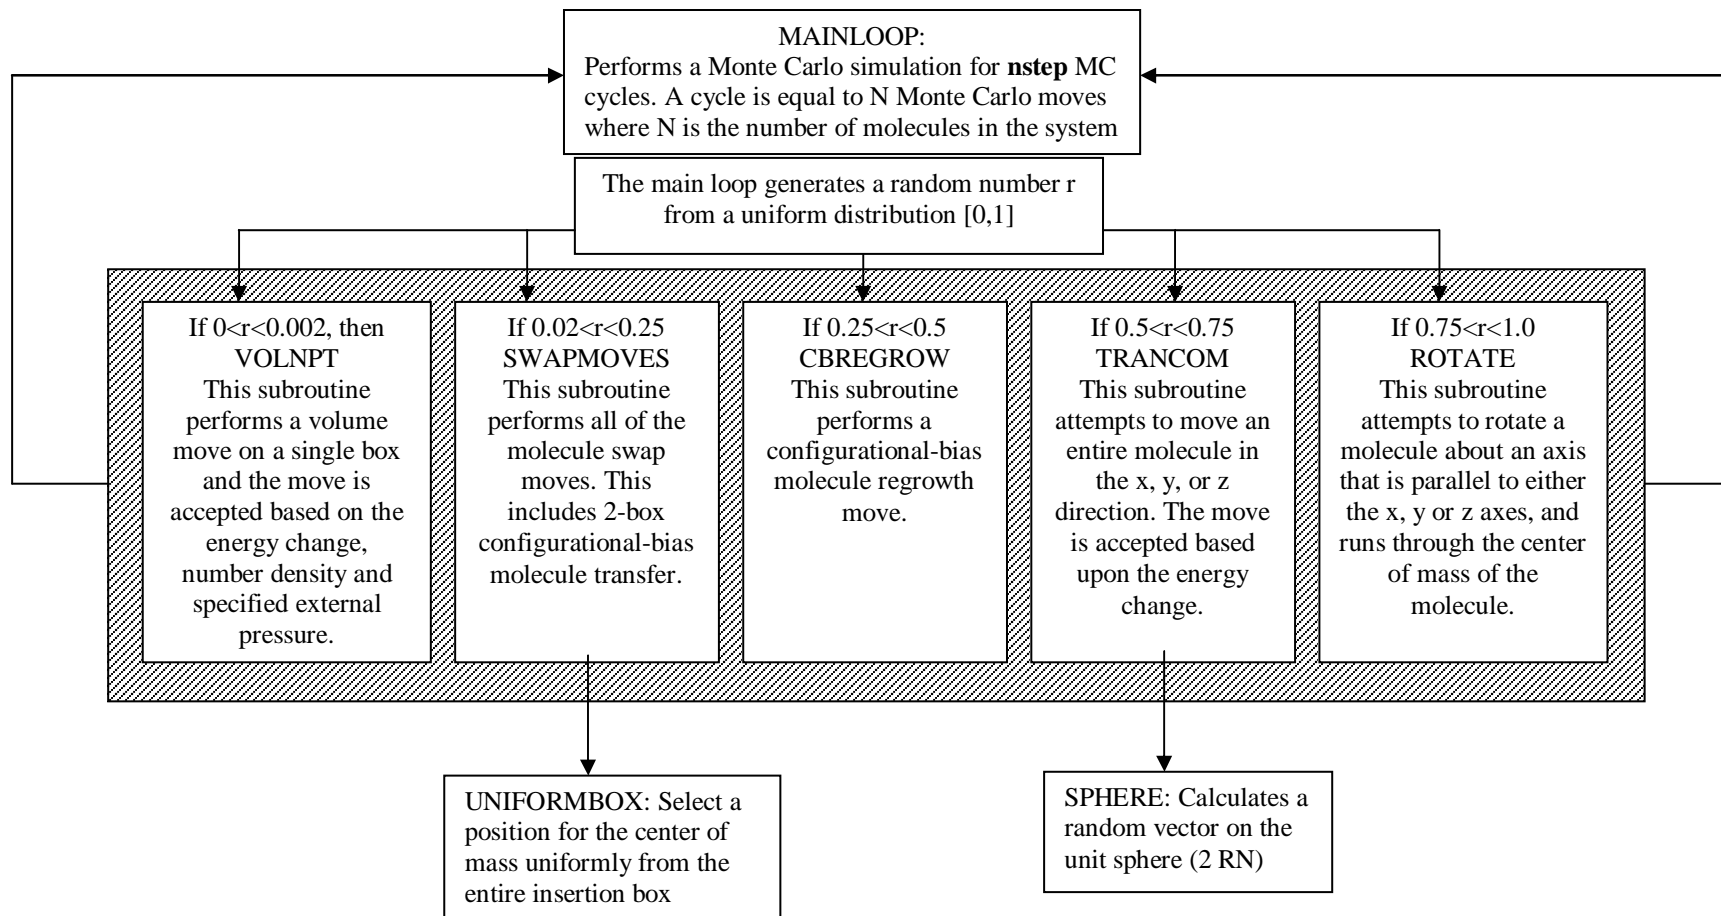 MAINLOOP:
Performs a Monte Carlo simulation for nstep MC
cycles. A cycle is equal to N Monte Carlo moves
where N is the number of molecules in the system
The main loop generates a random number r
from a uniform distribution [0,1]
If 0<r<0.002, then
VOLNPT
This subroutine
performs a volume
move on a single box
and the move is
accepted based on the
energy change,
number density and
specified external
pressure.
If 0.02<r<0.25
SWAPMOVES
This subroutine
performs all of the
molecule swap
moves. This
includes 2-box
configurational-bias
molecule transfer.
If 0.25<r<0.5
CBREGROW
This subroutine
performs a
configurational-bias
molecule regrowth
move.
If 0.5<r<0.75
TRANCOM
This subroutine
attempts to move an
entire molecule in
the x, y, or z
direction. The move
is accepted based
upon the energy
change.
If 0.75<r<1.0
ROTATE
This subroutine
attempts to rotate a
molecule about an axis
that is parallel to either
the x, y or z axes, and
runs through the center
of mass of the
molecule.
UNIFORMBOX: Select a
position for the center of
mass uniformly from the
entire insertion box
SPHERE: Calculates a
random vector on the
unit sphere (2 RN)